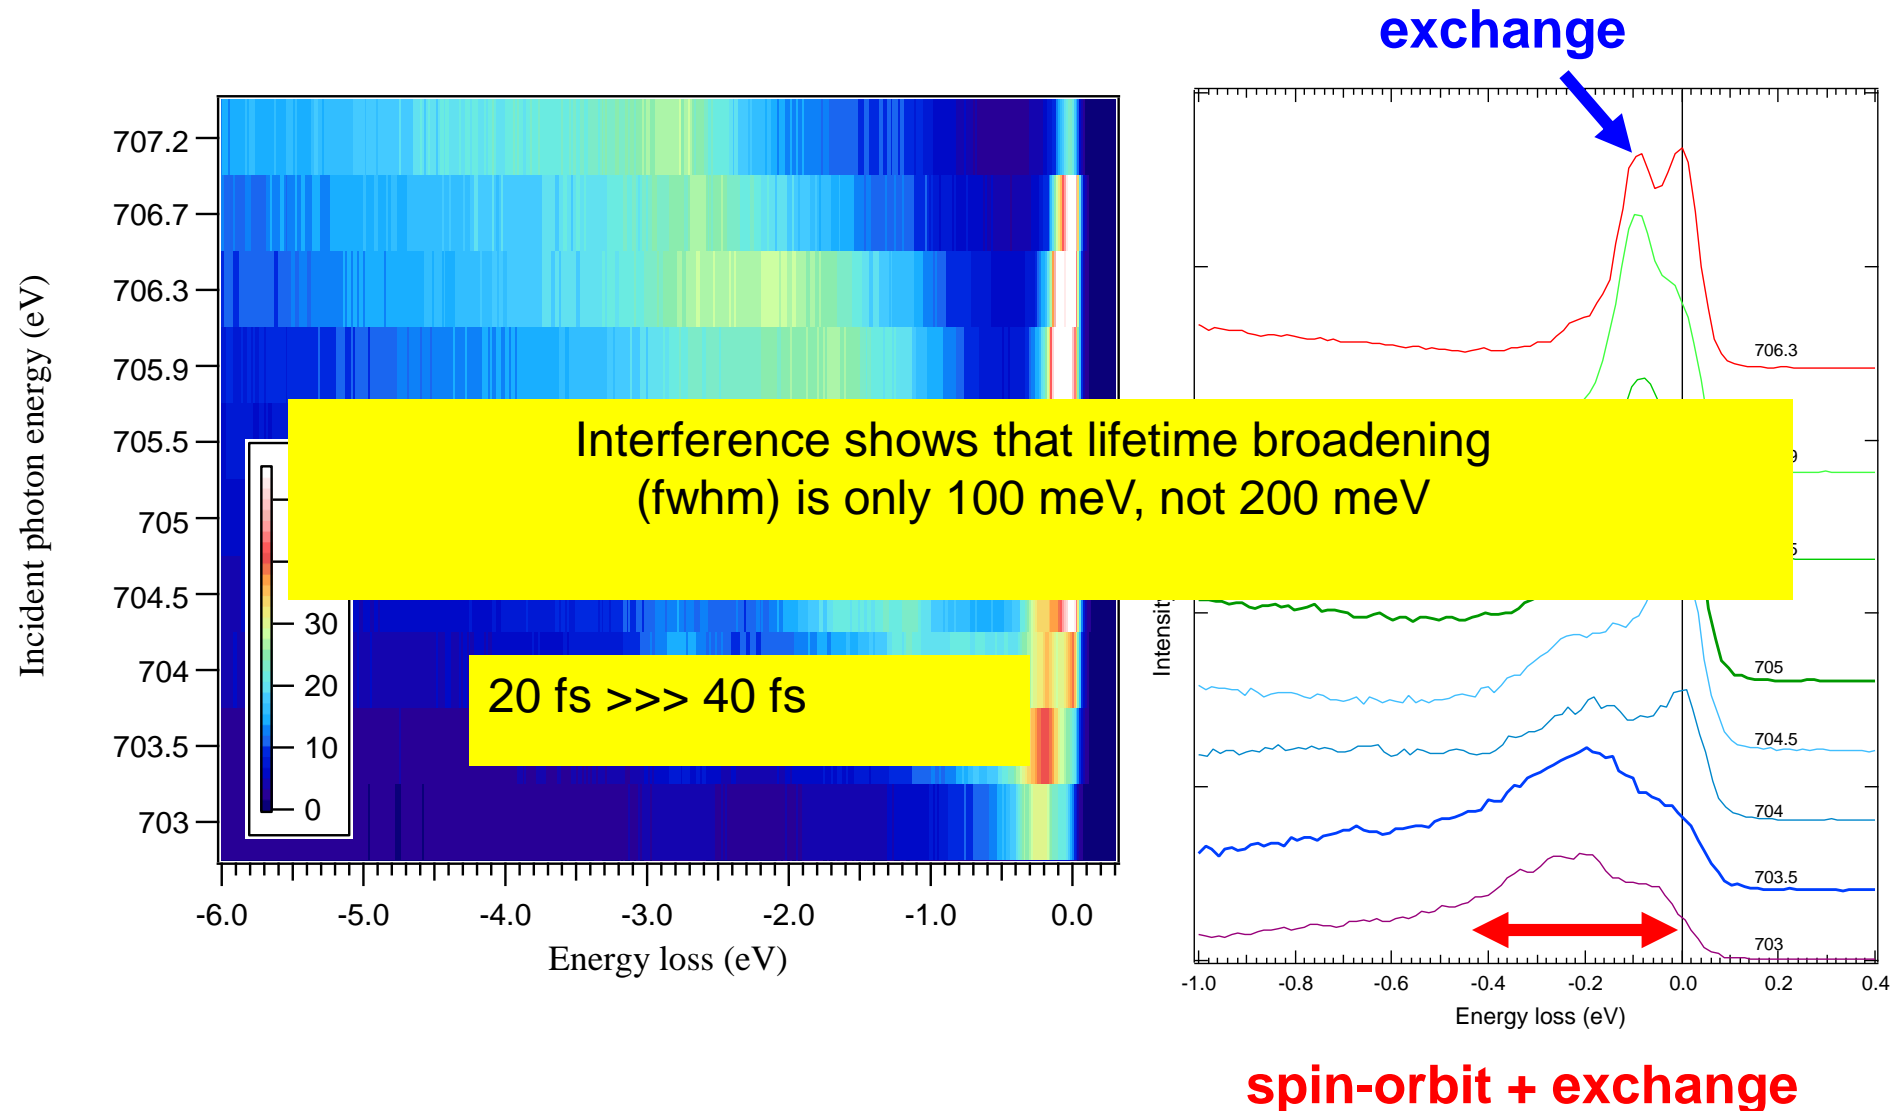 exchange
Incident photon energy (eV)
707.2
706.7
706.3
705.9
705.5
705
704.5
704
703.5
703
30
20
10
0
-6.0 -5.0 -4.0 -3.0 -2.0 -1.0 0.0
Energy loss (eV)
Interference shows that lifetime broadening
(fwhm) is only 100 meV, not 200 meV
20 fs >>> 40 fs
706.3
9
5
705
704.5
704
703.5
703
-1.0 -0.8 -0.6 -0.4 -0.2 0.0 0.2 0.4
Energy loss (eV)
spin-orbit + exchange